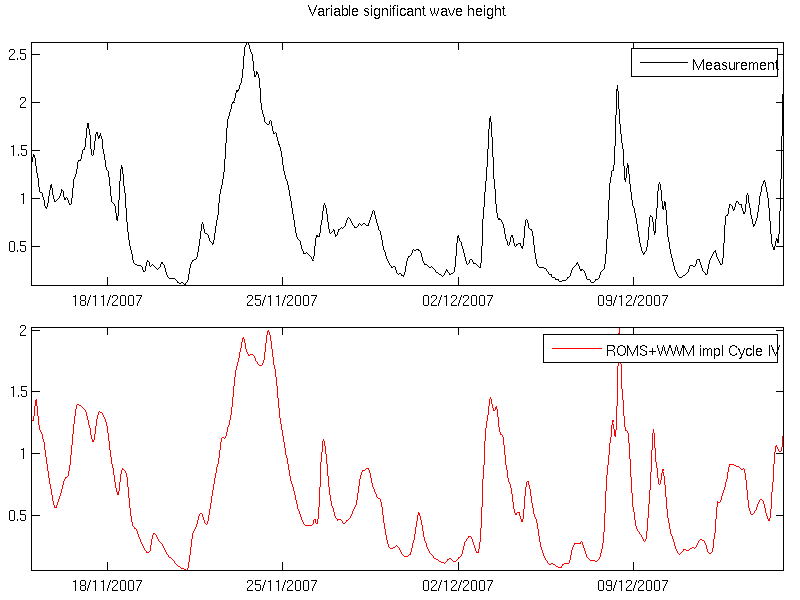 Variable significant wave height
Measurement
2.5
2
1.5
1
0.5
18/11/2007 25/11/2007 02/12/2007 09/12/2007
ROMS+WWM impl Cycle IV
2
1.5
1
0.5
18/11/2007 25/11/2007 02/12/2007 09/12/2007